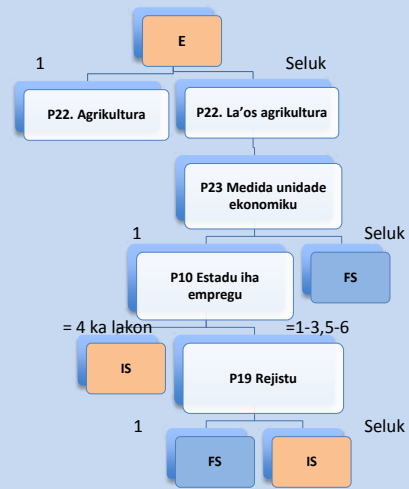 E
1
Seluk
P22. Agrikultura
P22. La'os agrikultura
P23 Medida unidade
ekonomiku
1
Seluk
P10 Estadu iha
empregu
FS
= 4 ka lakon
=1-3,5-6
IS
P19 Rejistu
1
Seluk
FS
IS